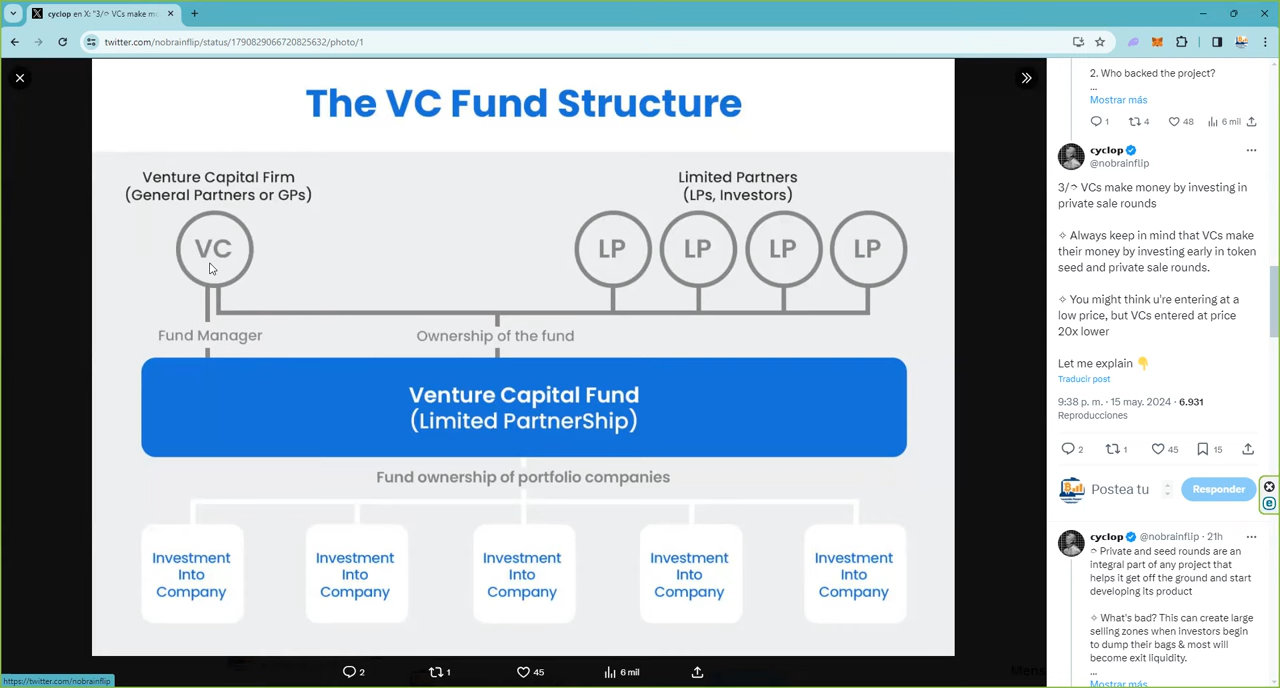 cyclop en X: "3/ VCs make mo
twitter.com/nobrainflip/status/1790829066720825632/photo/1
The VC Fund Structure
Venture Capital Firm
(General Partners or GPs)
Limited Partners
(LPs, Investors)
VC
LP
LP
LP
LP
Fund Manager
Ownership of the fund
Venture Capital Fund
(Limited PartnerShip)
Fund ownership of portfolio companies
Investment
Into
Company
Investment
Into
Company
Investment
Into
Company
Investment
Into
Company
Investment
Into
Company
2
1
45
6 mil
https://twitter.com/nobrainflip
2. Who backed the project?
...
Mostrar más
1
4
48
6 mil
cyclop
@nobrainflip
3/ VCs make money by investing in
private sale rounds
✧ Always keep in mind that VCs make
their money by investing early in token
seed and private sale rounds.
✧ You might think u're entering at a
low price, but VCs entered at price
20x lower
Let me explain 👇
Traducir post
9:38 p. m. · 15 may. 2024 · 6.931
Reproducciones
2
1
45
15
Postea tu
Responder
cyclop @nobrainflip · 21h
Private and seed rounds are an
integral part of any project that
helps it get off the ground and start
developing its product
✧ What's bad? This can create large
selling zones when investors begin
to dump their bags & most will
become exit liquidity.
...
Mostrar más